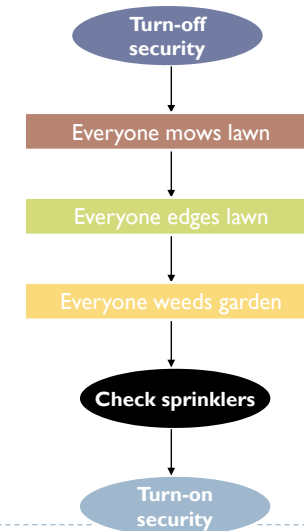 Turn-off
security
Everyone mows lawn
Everyone edges lawn
Everyone weeds garden
Check sprinklers
Turn-on
security